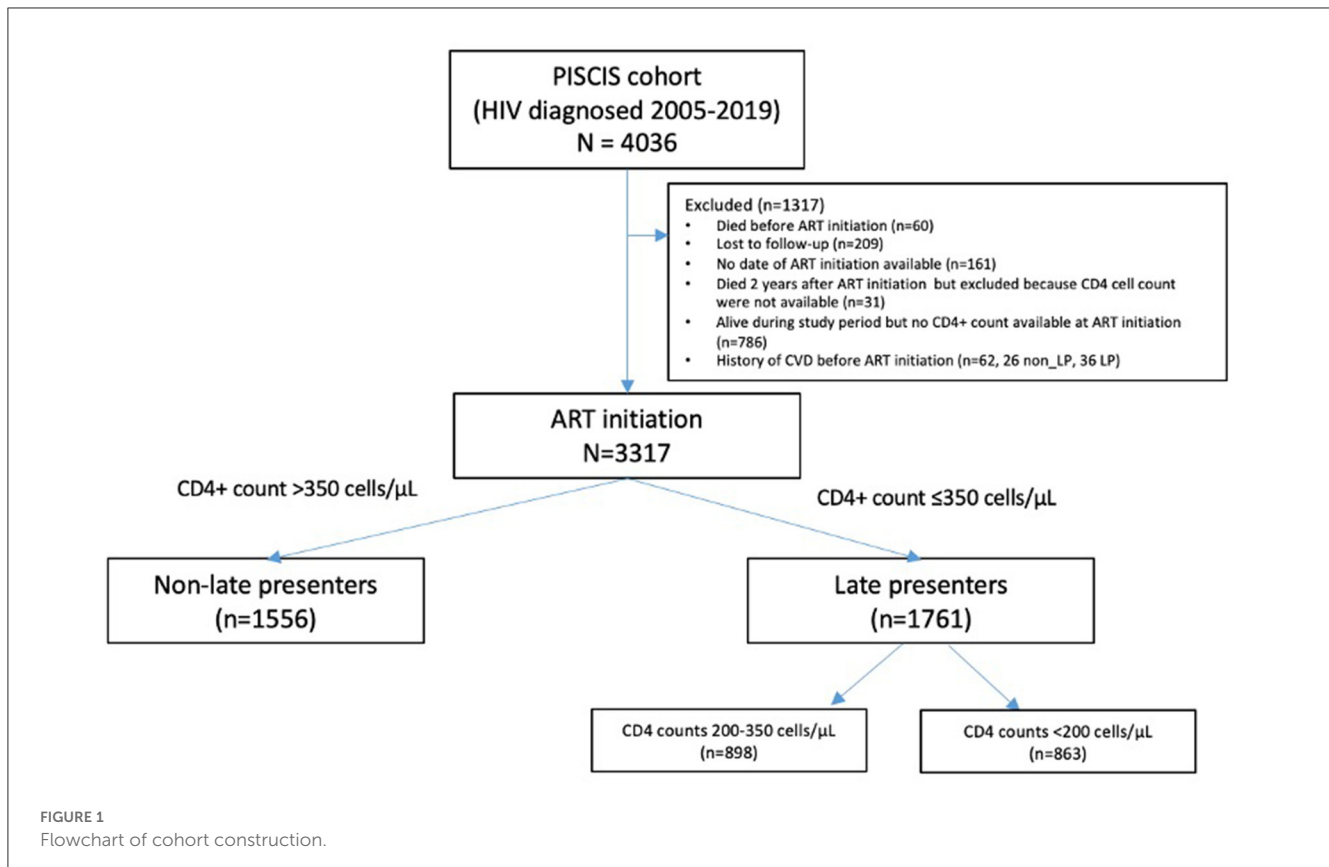 PISCIS cohort
(HIV diagnosed 2005-2019)
N = 4036
Excluded (n=1317)
• Died before ART initiation (n=60)
• Lost to follow-up (n=209)
• No date of ART initiation available (n=161)
• Died 2 years after ART initiation but excluded because CD4 cell count
were not available (n=31)
• Alive during study period but no CD4+ count available at ART initiation
(n=786)
• History of CVD before ART initiation (n=62, 26 non_LP, 36 LP)
ART initiation
N=3317
CD4+ count >350 cells/µL
CD4+ count ≤350 cells/µL
Non-late presenters
(n=1556)
Late presenters
(n=1761)
CD4 counts 200-350 cells/µL
(n=898)
CD4 counts <200 cells/µL
(n=863)
FIGURE 1
Flowchart of cohort construction.